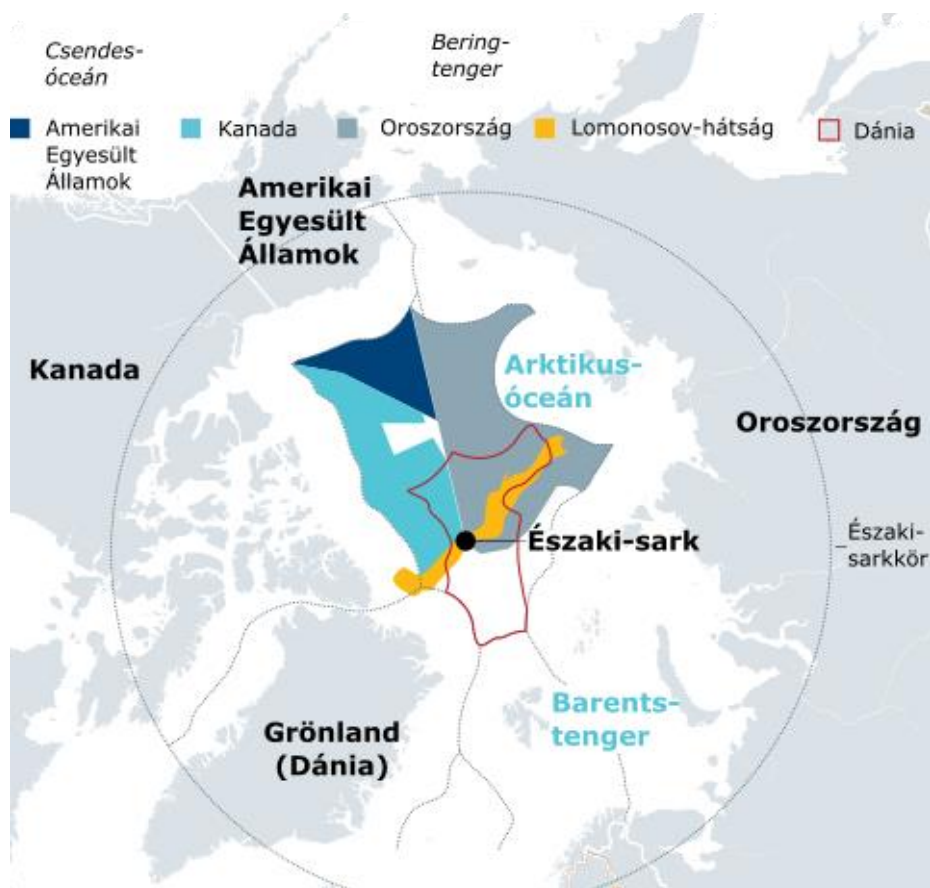 Csendes-
óceán
Bering-
tenger
Amerikai
Egyesült
Államok
Kanada
Oroszország
Lomonosov-hátság
Dánia
Amerikai
Egyesült
Államok
Kanada
Arktikus-
óceán
Oroszország
Északi-sark
Északi-
sarkkör
Barents-
tenger
Grönland
(Dánia)